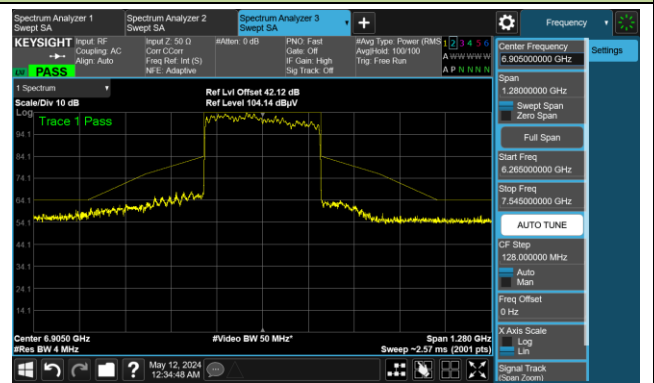 Spectrum Analyzer 1
Swept SA
Spectrum Analyzer 2
Swept SA
Spectrum Analyzer 3
Swept SA
Frequency
KEYSIGHT
Input: RF
Coupling: AC
Align: Auto
Input Z: 50 Ω
Corr CCorr
Freq Ref: Int (S)
NFE: Adaptive
#Atten: 0 dB
PNO: Fast
Gate: Off
IF Gain: High
Sig Track: Off
#Avg Type: Power (RMS
Avg|Hold: 100/100
Trig: Free Run
1 2 3 4 5 6
A W W W W W
A P N N N N
PASS
1 Spectrum
Scale/Div 10 dB
Ref Lvl Offset 42.12 dB
Ref Level 104.14 dBµV
Log
Trace 1 Pass
94.1
84.1
74.1
64.1
54.1
44.1
34.1
24.1
14.1
Center 6.9050 GHz
#Res BW 4 MHz
#Video BW 50 MHz*
Span 1.280 GHz
Sweep ~2.57 ms (2001 pts)
Center Frequency
6.905000000 GHz
Settings
Span
1.28000000 GHz
Swept Span
Zero Span
Full Span
Start Freq
6.265000000 GHz
Stop Freq
7.545000000 GHz
AUTO TUNE
CF Step
128.000000 MHz
Auto
Man
Freq Offset
0 Hz
X Axis Scale
Log
Lin
Signal Track
(Span Zoom)
?
May 12, 2024
12:34:48 AM